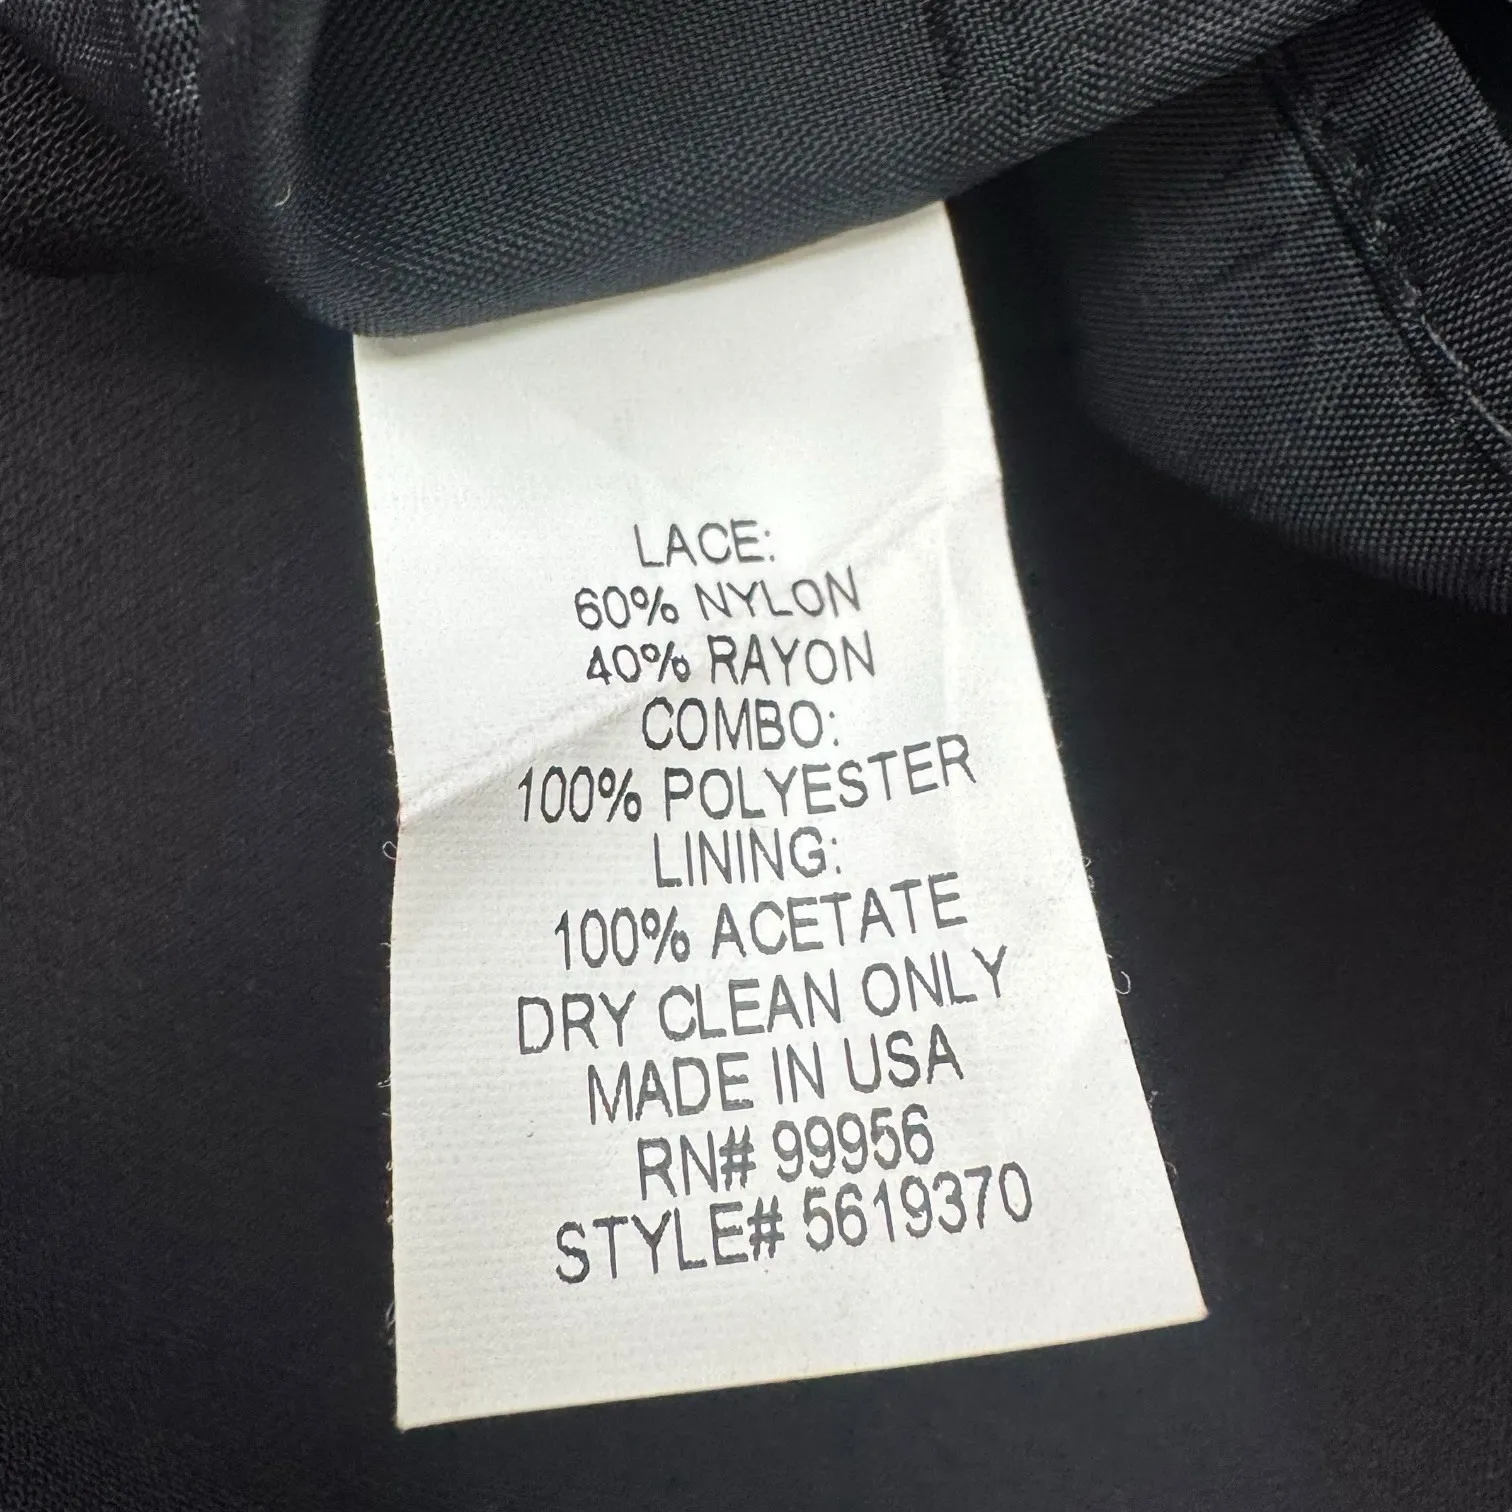 LACE:
60% NYLON
40% RAYON
COMBO:
100% POLYESTER
LINING:
100% ACETATE
DRY CLEAN ONLY
MADE IN USA
RN# 99956
STYLE# 5619370